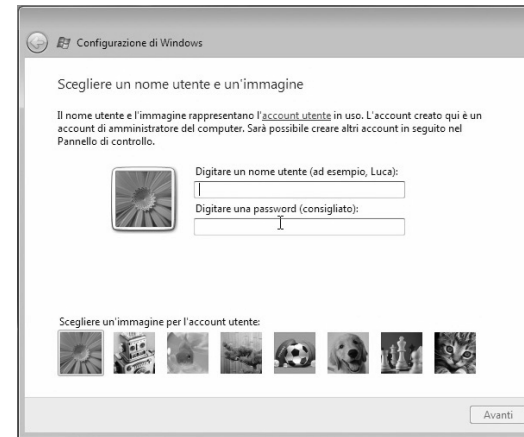 Configurazione di Windows
Scegliere un nome utente e un'immagine
Il nome utente e l'immagine rappresentano l'account utente in uso. L'account creato qui è un
account di amministratore del computer. Sarà possibile creare altri account in seguito nel
Pannello di controllo.
Digitare un nome utente (ad esempio, Luca):
Digitare una password (consigliato):
Scegliere un'immagine per l'account utente:
Avanti